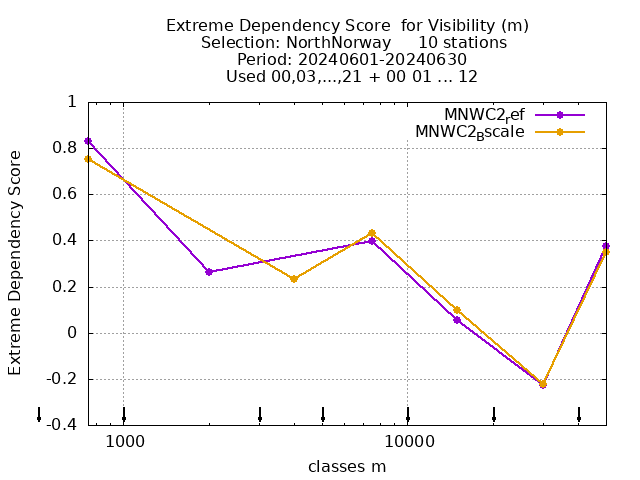 Extreme Dependency Score  for Visibility (m)
Selection: NorthNorway     10 stations
Period: 20240601-20240630
Used 00,03,...,21 + 00 01 ... 12
MNWC2ref
MNWC2Bscale
1
0.8
0.6
0.4
0.2
0
-0.2
-0.4
Extreme Dependency Score
1000 10000
classes m